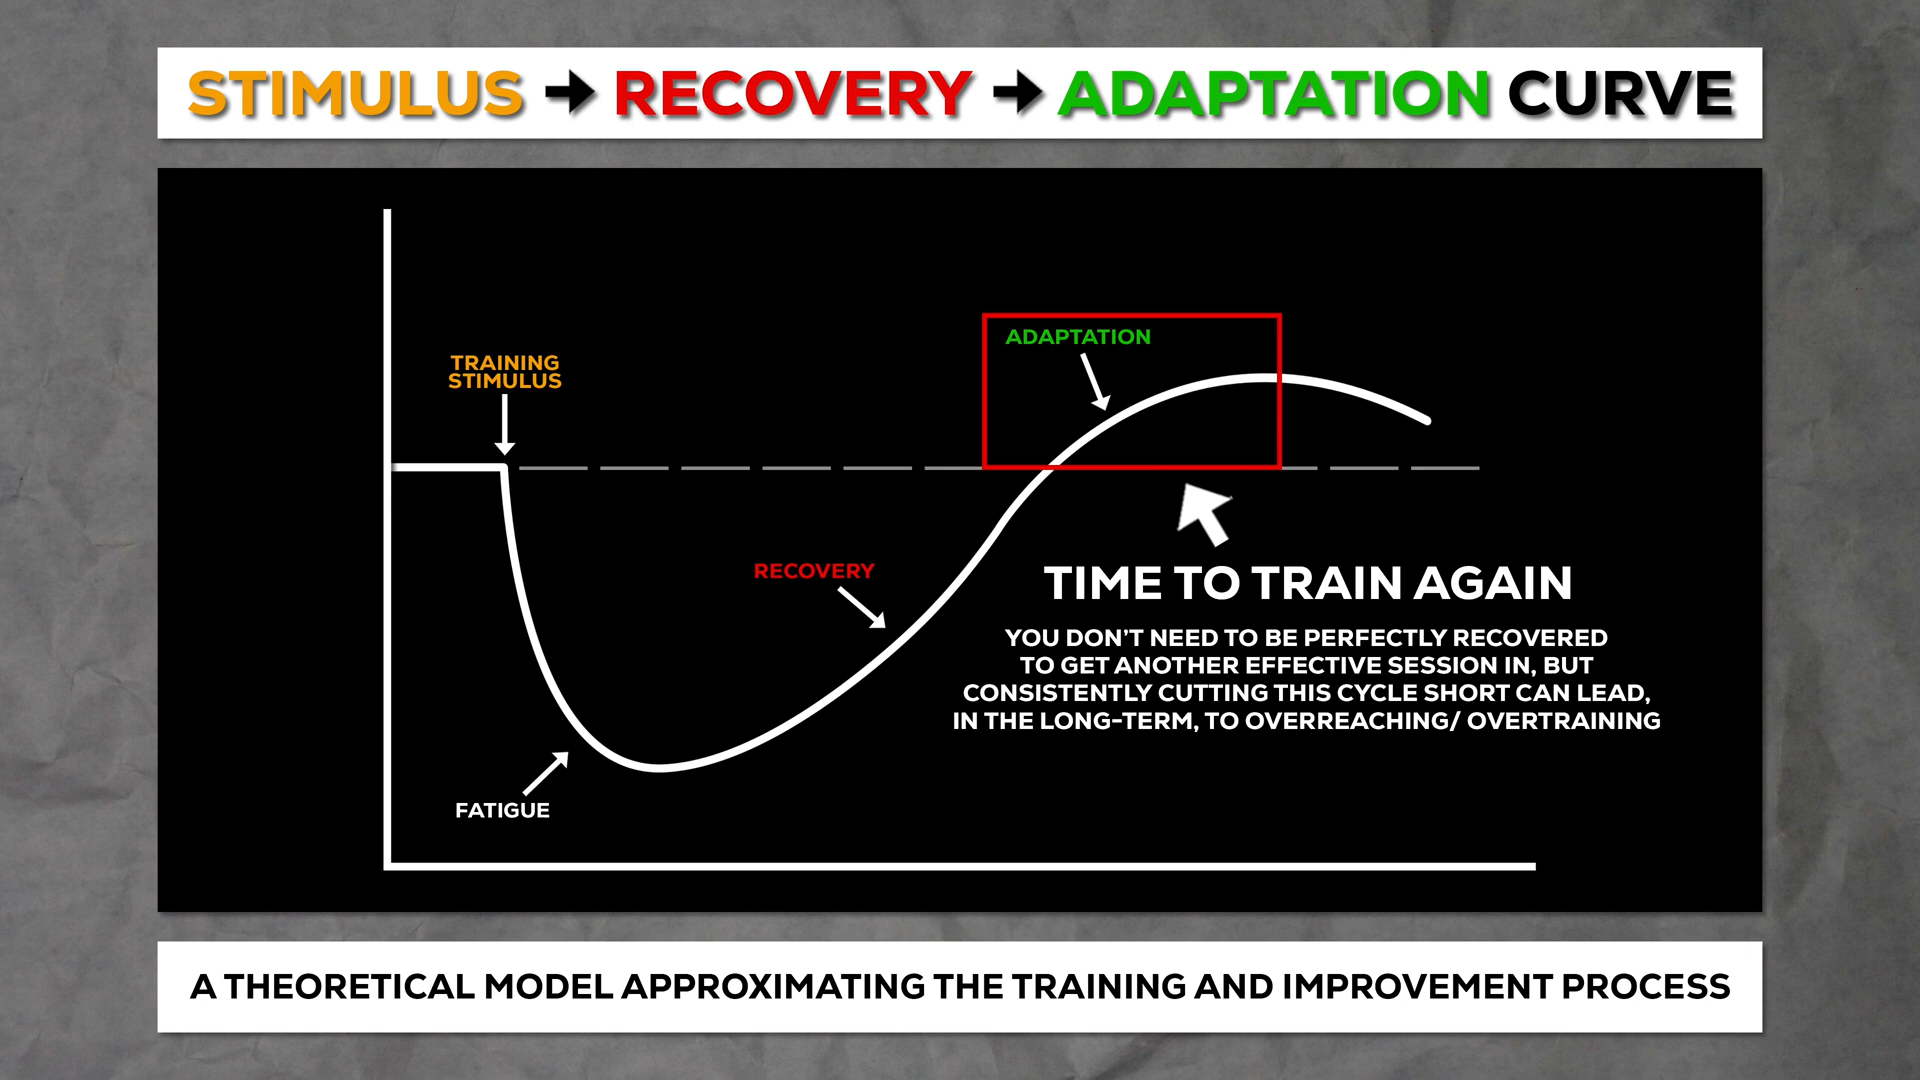 STIMULUS → RECOVERY → ADAPTATION CURVE
TRAINING
STIMULUS
ADAPTATION
RECOVERY
FATIGUE
TIME TO TRAIN AGAIN
YOU DON’T NEED TO BE PERFECTLY RECOVERED
TO GET ANOTHER EFFECTIVE SESSION IN, BUT
CONSISTENTLY CUTTING THIS CYCLE SHORT CAN LEAD,
IN THE LONG-TERM, TO OVERREACHING/ OVERTRAINING
A THEORETICAL MODEL APPROXIMATING THE TRAINING AND IMPROVEMENT PROCESS